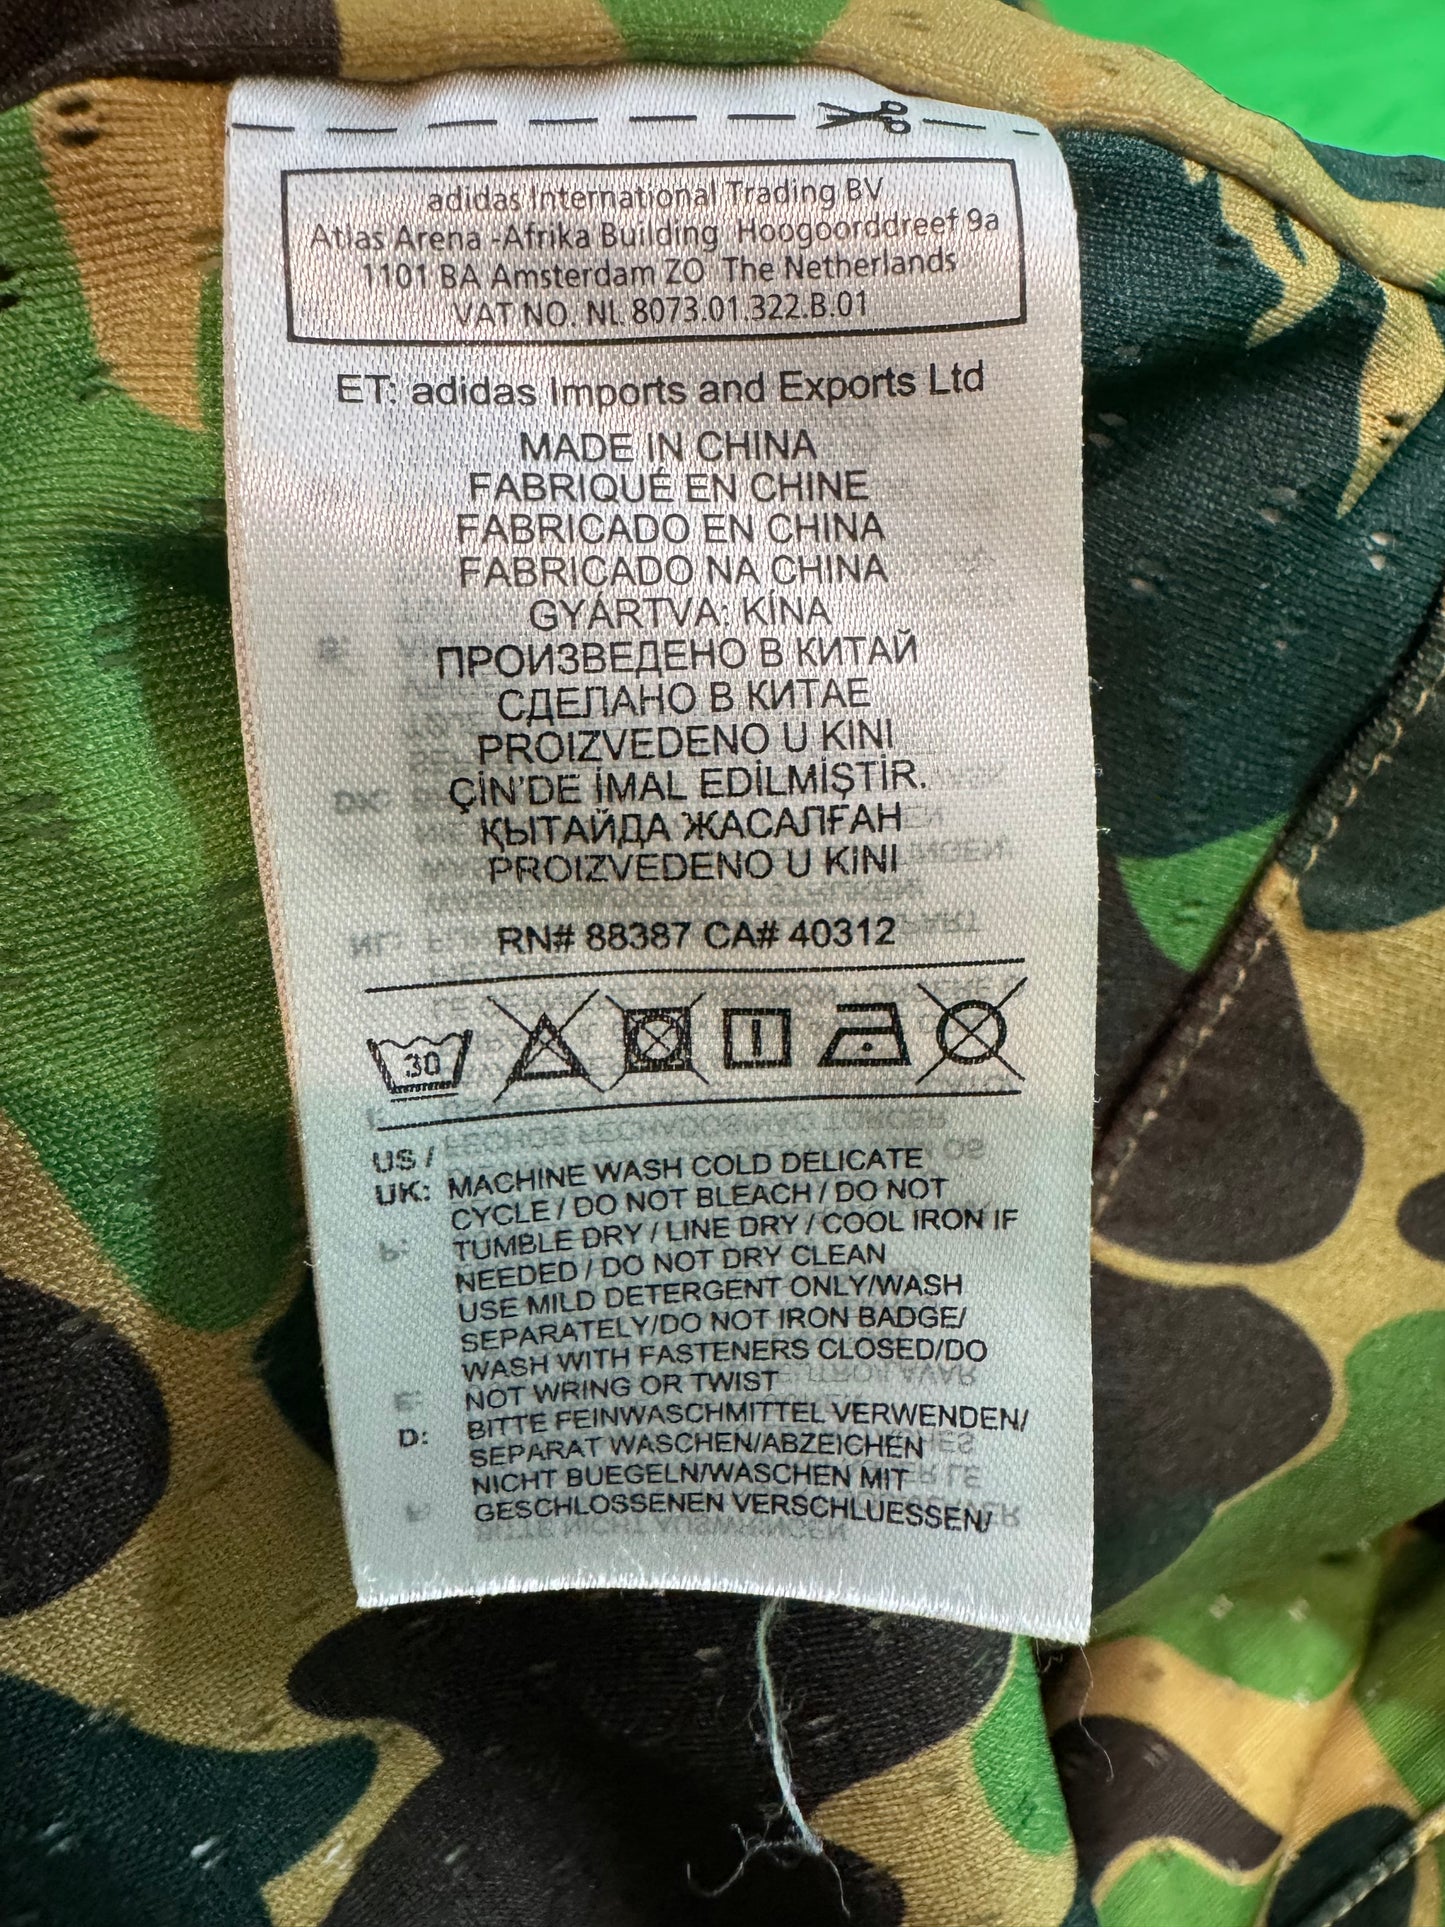 adidas International Trading BV
Atlas Arena -Afrika Building Hoogoorddreef 9a
1101 BA Amsterdam ZO The Netherlands
VAT NO. NL 8073.01.322.B.01
ET: adidas Imports and Exports Ltd
MADE IN CHINA
FABRIQUÉ EN CHINE
FABRICADO EN CHINA
FABRICADO NA CHINA
GYÁRTVA: KÍNA
ПРОИЗВЕДЕНО В КИТАЙ
СДЕЛАНО В КИТАЕ
PROIZVEDENO U KINI
ÇİN'DE İMAL EDİLMİŞTİR.
ҚЫТАЙДА ЖАСАЛҒАН
PROIZVEDENO U KINI
RN# 88387 CA# 40312
30
US /
UK: MACHINE WASH COLD DELICATE
CYCLE / DO NOT BLEACH / DO NOT
TUMBLE DRY / LINE DRY / COOL IRON IF
NEEDED / DO NOT DRY CLEAN
USE MILD DETERGENT ONLY/WASH
SEPARATELY/DO NOT IRON BADGE/
WASH WITH FASTENERS CLOSED/DO
NOT WRING OR TWIST
D: BITTE FEINWASCHMITTEL VERWENDEN/
SEPARAT WASCHEN/ABZEICHEN
NICHT BUEGELN/WASCHEN MIT
GESCHLOSSENEN VERSCHLUESSEN/